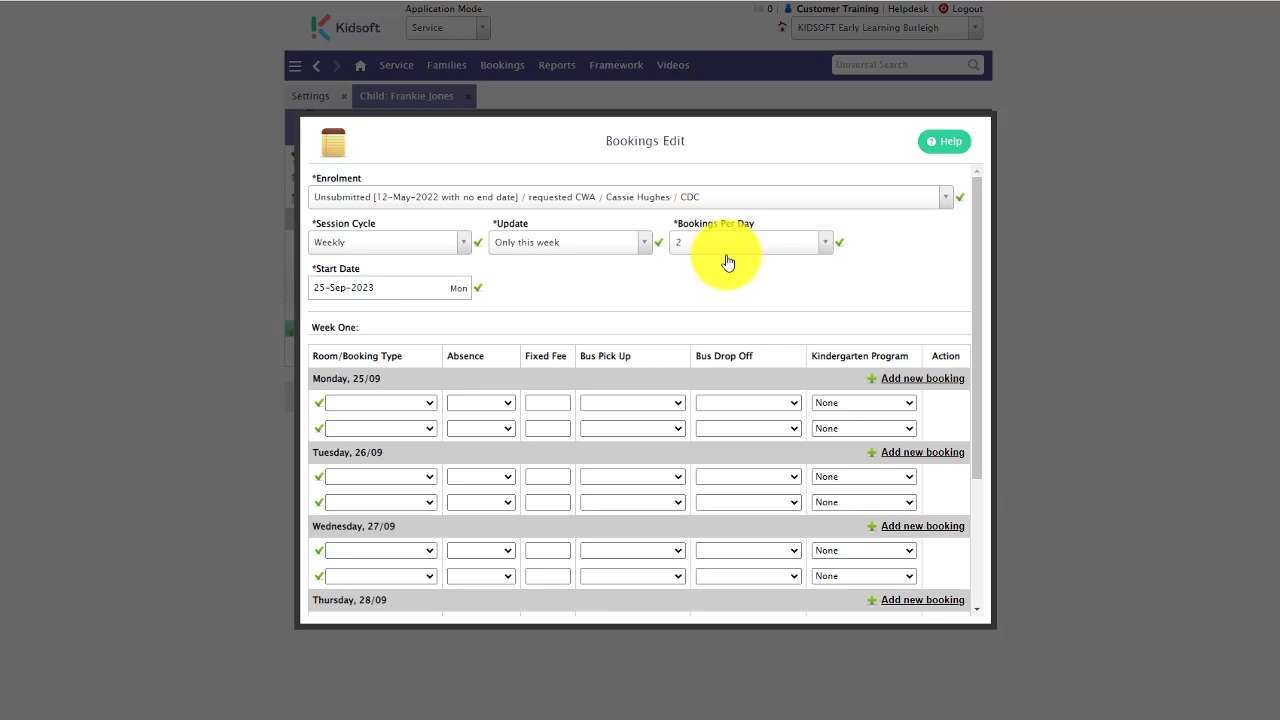 Application Mode
0 Customer Training | Helpdesk | Logout
Kidsoft
Service
KIDSOFT Early Learning Burleigh
Service Families Bookings Reports Framework Videos
Universal Search
Settings × Child: Frankie Jones ×
Bookings Edit
Help
*Enrolment
Unsubmitted [12-May-2022 with no end date] / requested CWA / Cassie Hughes / CDC
*Session Cycle *Update *Bookings Per Day
Weekly Only this week 2
*Start Date
25-Sep-2023 Mon
Week One:
Room/Booking Type Absence Fixed Fee Bus Pick Up Bus Drop Off Kindergarten Program Action
Monday, 25/09 Add new booking
None
None
Tuesday, 26/09 Add new booking
None
None
Wednesday, 27/09 Add new booking
None
None
Thursday, 28/09 Add new booking